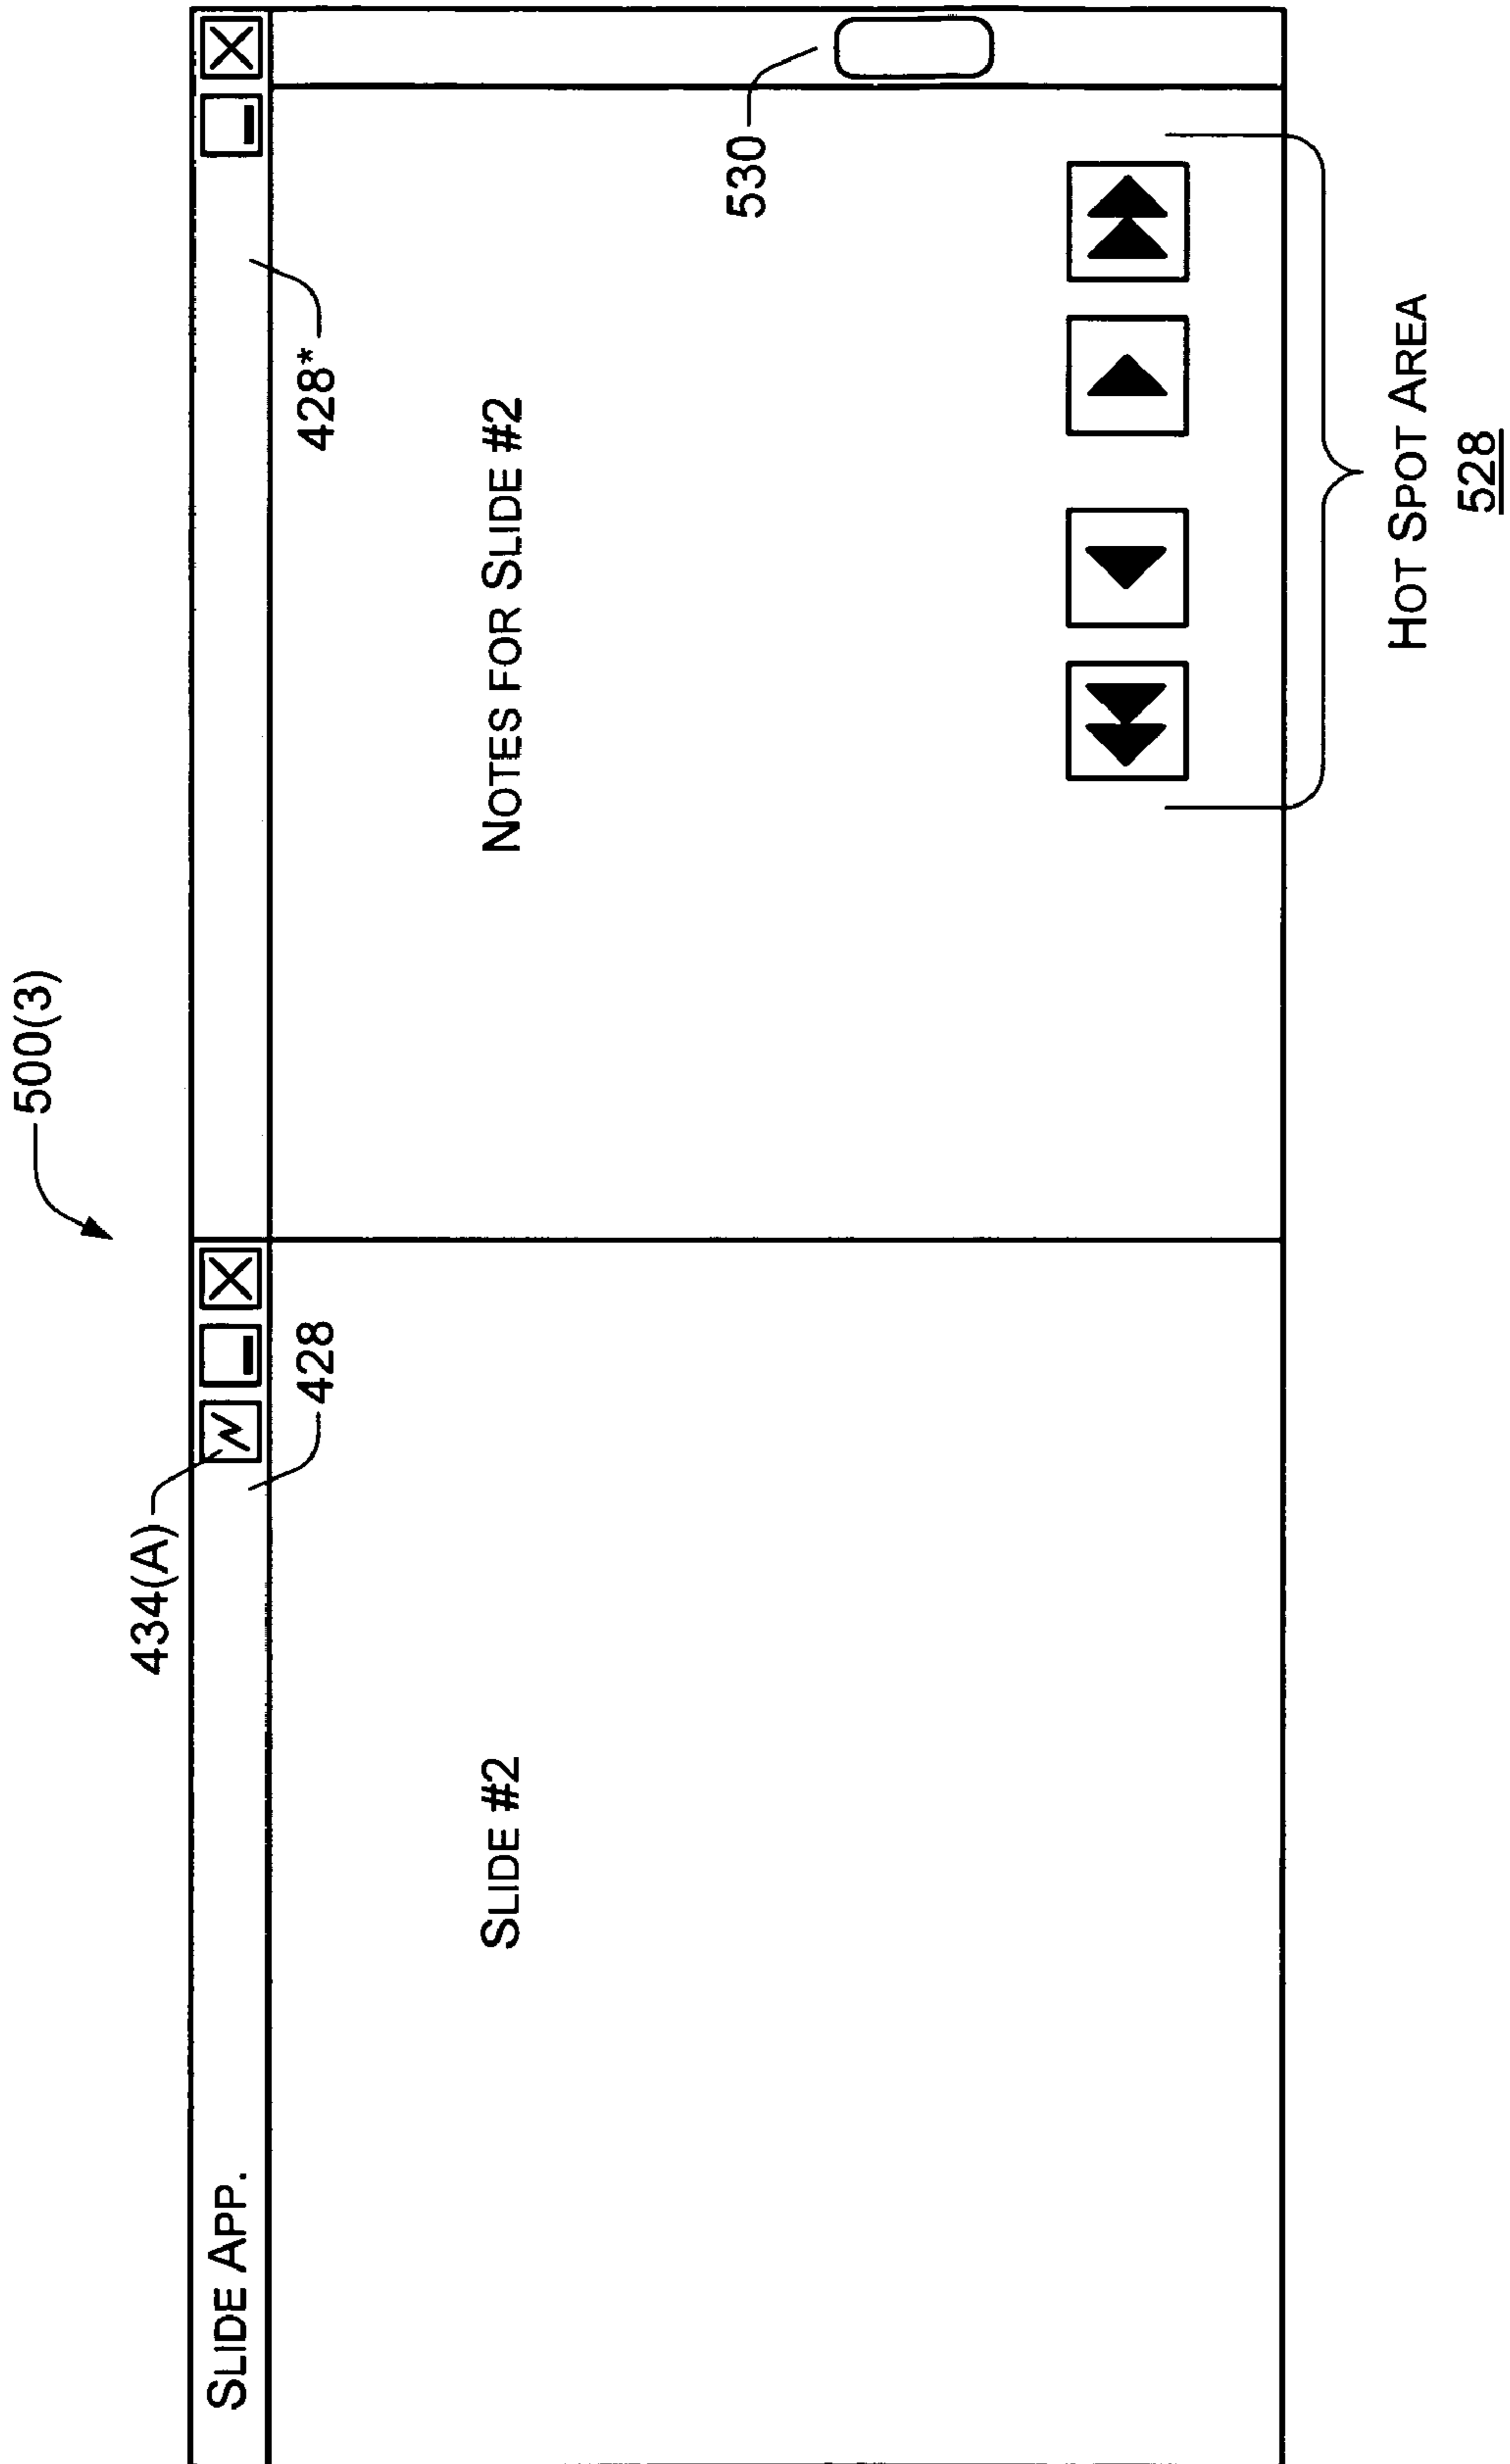 500(3)
434(A)
SLIDE APP.
428
428*
SLIDE #2
NOTES FOR SLIDE #2
530
HOT SPOT AREA
528